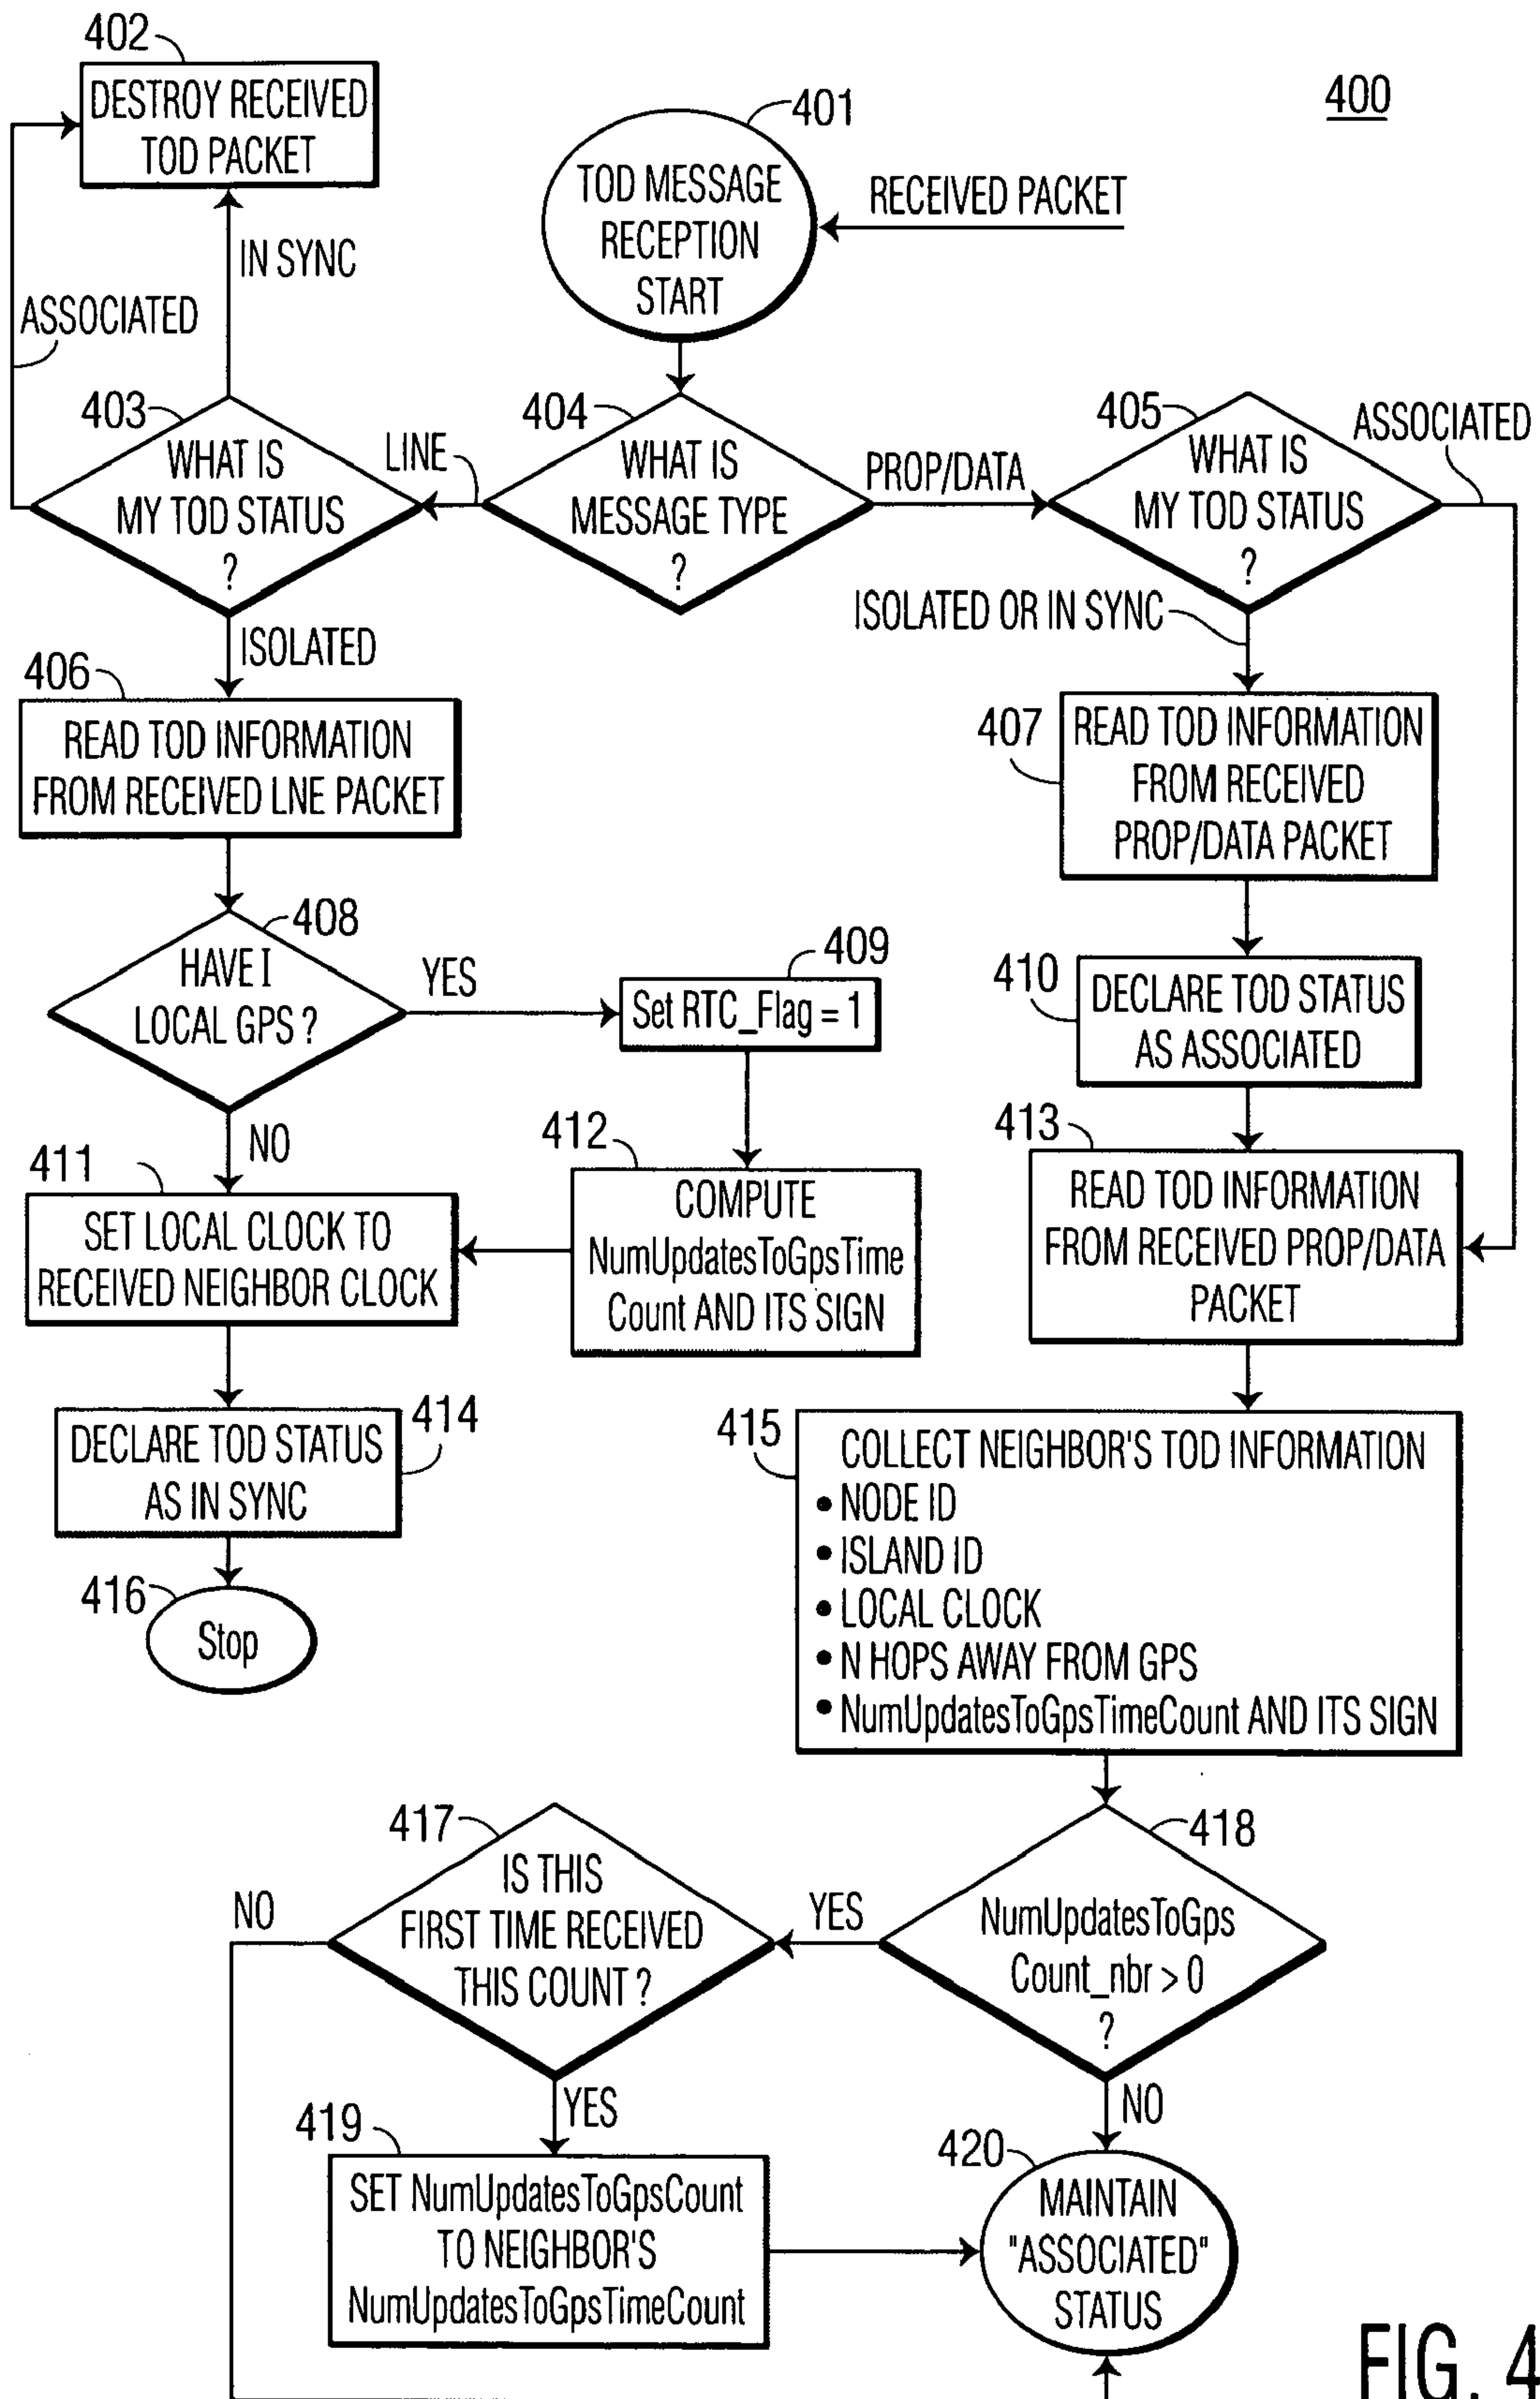 402
DESTROY RECEIVED
TOD PACKET
400
401
TOD MESSAGE
RECEPTION
START
RECEIVED PACKET
IN SYNC
ASSOCIATED
403
WHAT IS
MY TOD STATUS
?
LINE
404
WHAT IS
MESSAGE TYPE
?
PROP/DATA
405
WHAT IS
MY TOD STATUS
?
ASSOCIATED
ISOLATED OR IN SYNC
ISOLATED
406
READ TOD INFORMATION
FROM RECEIVED LNE PACKET
407
READ TOD INFORMATION
FROM RECEIVED
PROP/DATA PACKET
408
HAVE I
LOCAL GPS ?
YES
409
Set RTC_Flag = 1
410
DECLARE TOD STATUS
AS ASSOCIATED
NO
411
SET LOCAL CLOCK TO
RECEIVED NEIGHBOR CLOCK
412
COMPUTE
NumUpdatesToGpsTime
Count AND ITS SIGN
413
READ TOD INFORMATION
FROM RECEIVED PROP/DATA
PACKET
DECLARE TOD STATUS
AS IN SYNC
414
415
COLLECT NEIGHBOR'S TOD INFORMATION
• NODE ID
• ISLAND ID
• LOCAL CLOCK
• N HOPS AWAY FROM GPS
• NumUpdatesToGpsTimeCount AND ITS SIGN
416
Stop
417
IS THIS
FIRST TIME RECEIVED
THIS COUNT ?
NO
YES
418
NumUpdatesToGps
Count_nbr > 0
?
YES
NO
419
SET NumUpdatesToGpsCount
TO NEIGHBOR'S
NumUpdatesToGpsTimeCount
420
MAINTAIN
"ASSOCIATED"
STATUS
FIG. 4